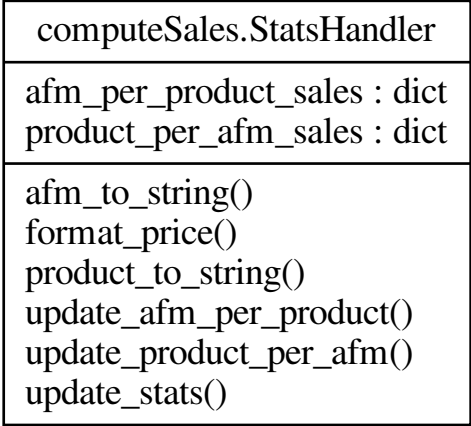 computeSales.StatsHandler
afm_per_product_sales : dict
product_per_afm_sales : dict
afm_to_string()
format_price()
product_to_string()
update_afm_per_product()
update_product_per_afm()
update_stats()